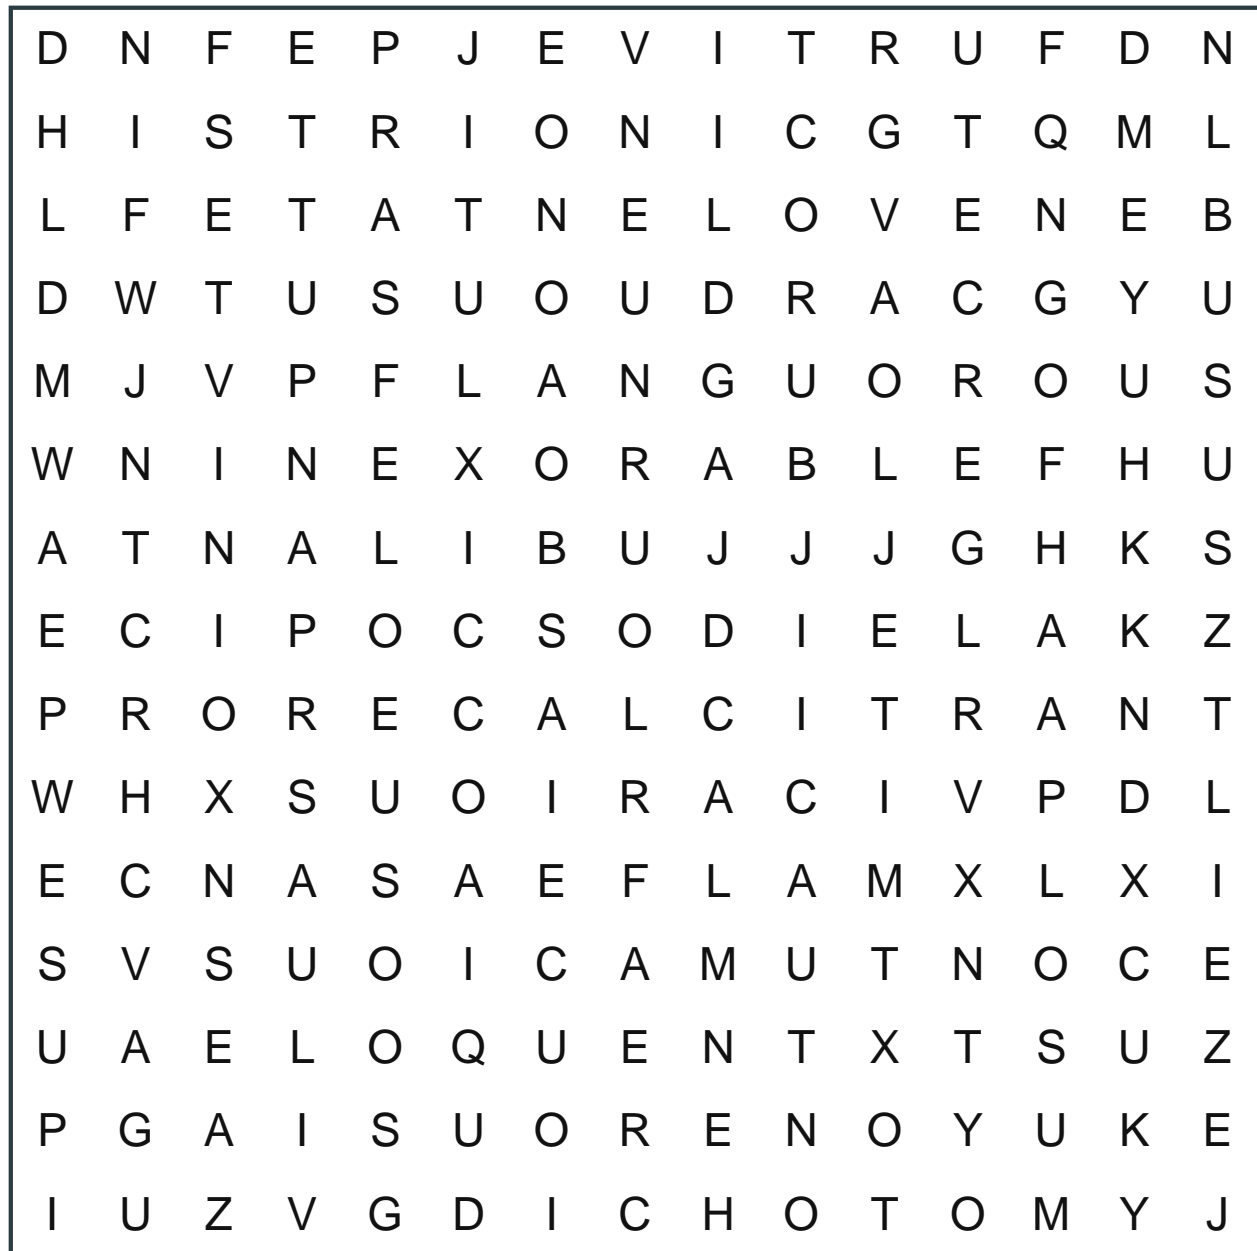 D N F E P J E V I T R U F D N
H I S T R I O N I C G T Q M L
L F E T A T N E L O V E N E B
D W T U S U O U D R A C G Y U
M J V P F L A N G U O R O U S
W N I N E X O R A B L E F H U
A T N A L I B U J J J G H K S
E C I P O C S O D I E L A K Z
P R O R E C A L C I T R A N T
W H X S U O I R A C I V P D L
E C N A S A E F L A M X L X I
S V S U O I C A M U T N O C E
U A E L O Q U E N T X T S U Z
P G A I S U O R E N O Y U K E
I U Z V G D I C H O T O M Y J